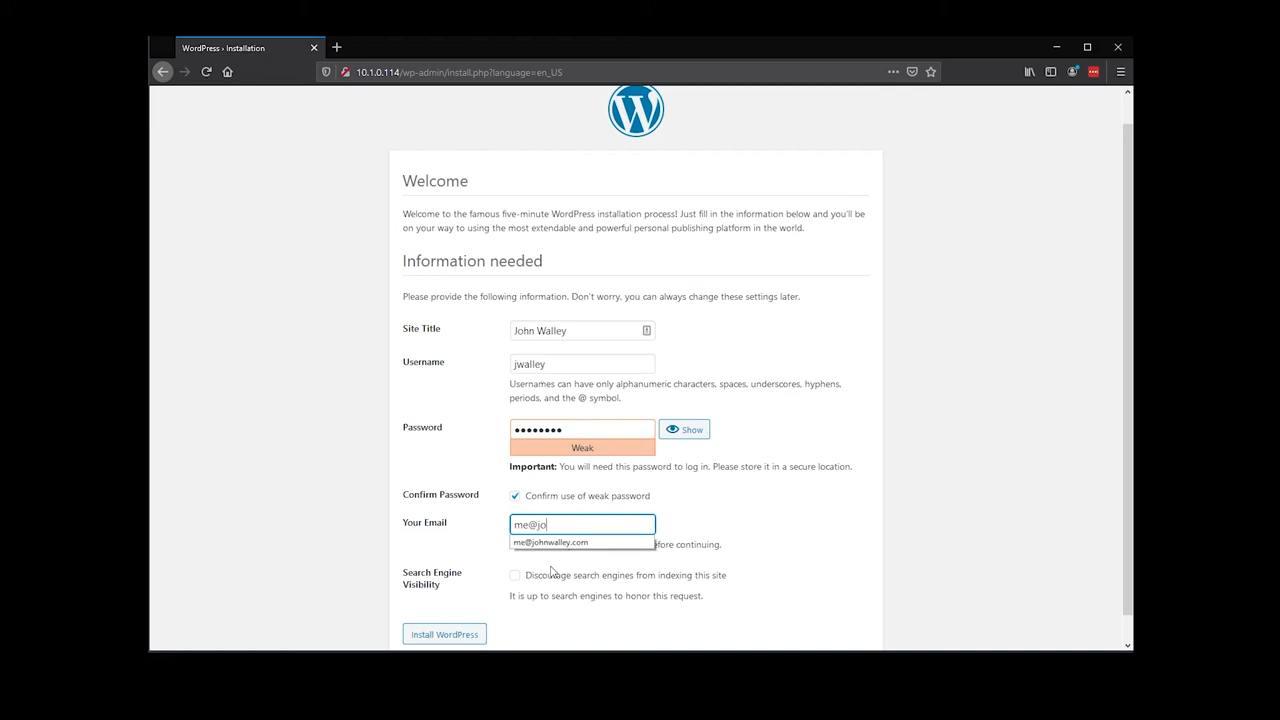 WordPress › Installation
10.1.0.114/wp-admin/install.php?language=en_US
Welcome
Welcome to the famous five-minute WordPress installation process! Just fill in the information below and you'll be
on your way to using the most extendable and powerful personal publishing platform in the world.
Information needed
Please provide the following information. Don't worry, you can always change these settings later.
Site Title
John Walley
Username
jwalley
Usernames can have only alphanumeric characters, spaces, underscores, hyphens,
periods, and the @ symbol.
Password
••••••••
Show
Weak
Important: You will need this password to log in. Please store it in a secure location.
Confirm Password
Confirm use of weak password
Your Email
me@jo
me@johnwalley.com
before continuing.
Search Engine
Visibility
Discourage search engines from indexing this site
It is up to search engines to honor this request.
Install WordPress